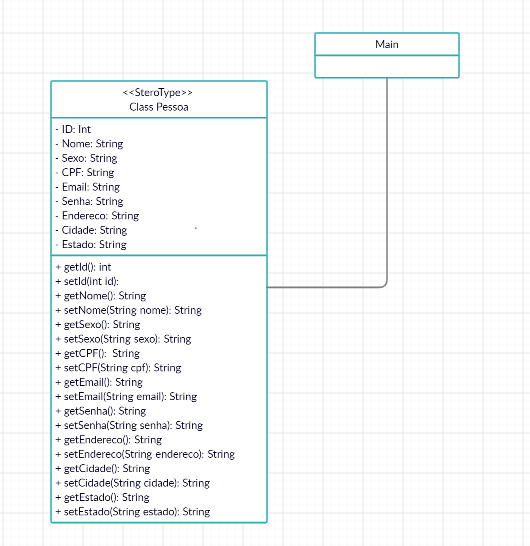 Main
<<SteroType>>
Class Pessoa
- ID: Int
- Nome: String
- Sexo: String
- CPF: String
- Email: String
- Senha: String
- Endereco: String
- Cidade: String
- Estado: String
+ getId(): int
+ setId(int id):
+ getNome(): String
+ setNome(String nome): String
+ getSexo(): String
+ setSexo(String sexo): String
+ getCPF():  String
+ setCPF(String cpf): String
+ getEmail(): String
+ setEmail(String email): String
+ getSenha(): String
+ setSenha(String senha): String
+ getEndereco(): String
+ setEndereco(String endereco): String
+ getCidade(): String
+ setCidade(String cidade): String
+ getEstado(): String
+ setEstado(String estado): String